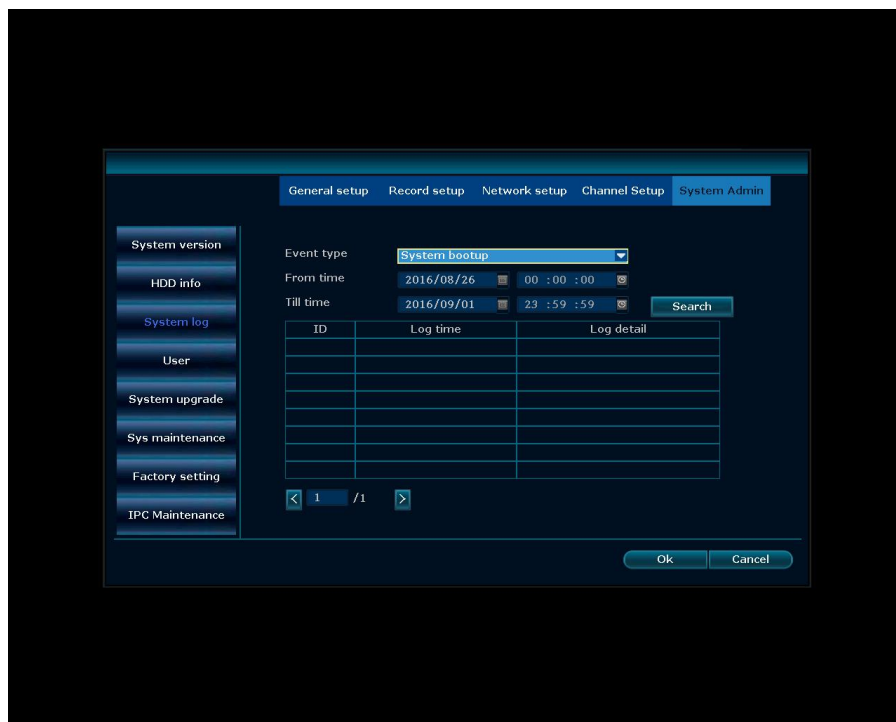 General setup Record setup Network setup Channel Setup System Admin
System version
HDD info
System log
User
System upgrade
Sys maintenance
Factory setting
IPC Maintenance
Event type System bootup
From time 2016/08/26 00 :00 :00
Till time 2016/09/01 23 :59 :59 Search
ID Log time Log detail
< 1 /1 >
Ok Cancel